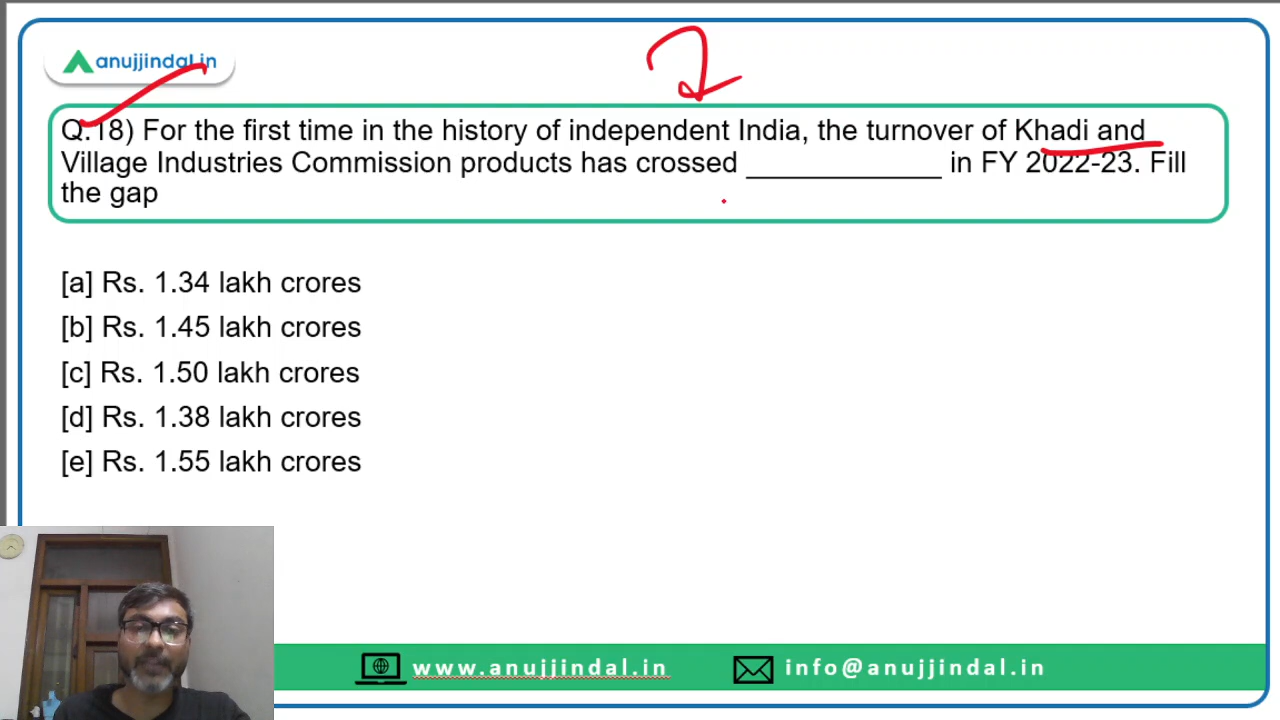 anujjindal.in
2
Q.18) For the first time in the history of independent India, the turnover of Khadi and
Village Industries Commission products has crossed _____________ in FY 2022-23. Fill
the gap
[a] Rs. 1.34 lakh crores
[b] Rs. 1.45 lakh crores
[c] Rs. 1.50 lakh crores
[d] Rs. 1.38 lakh crores
[e] Rs. 1.55 lakh crores
www.anujjindal.in info@anujjindal.in